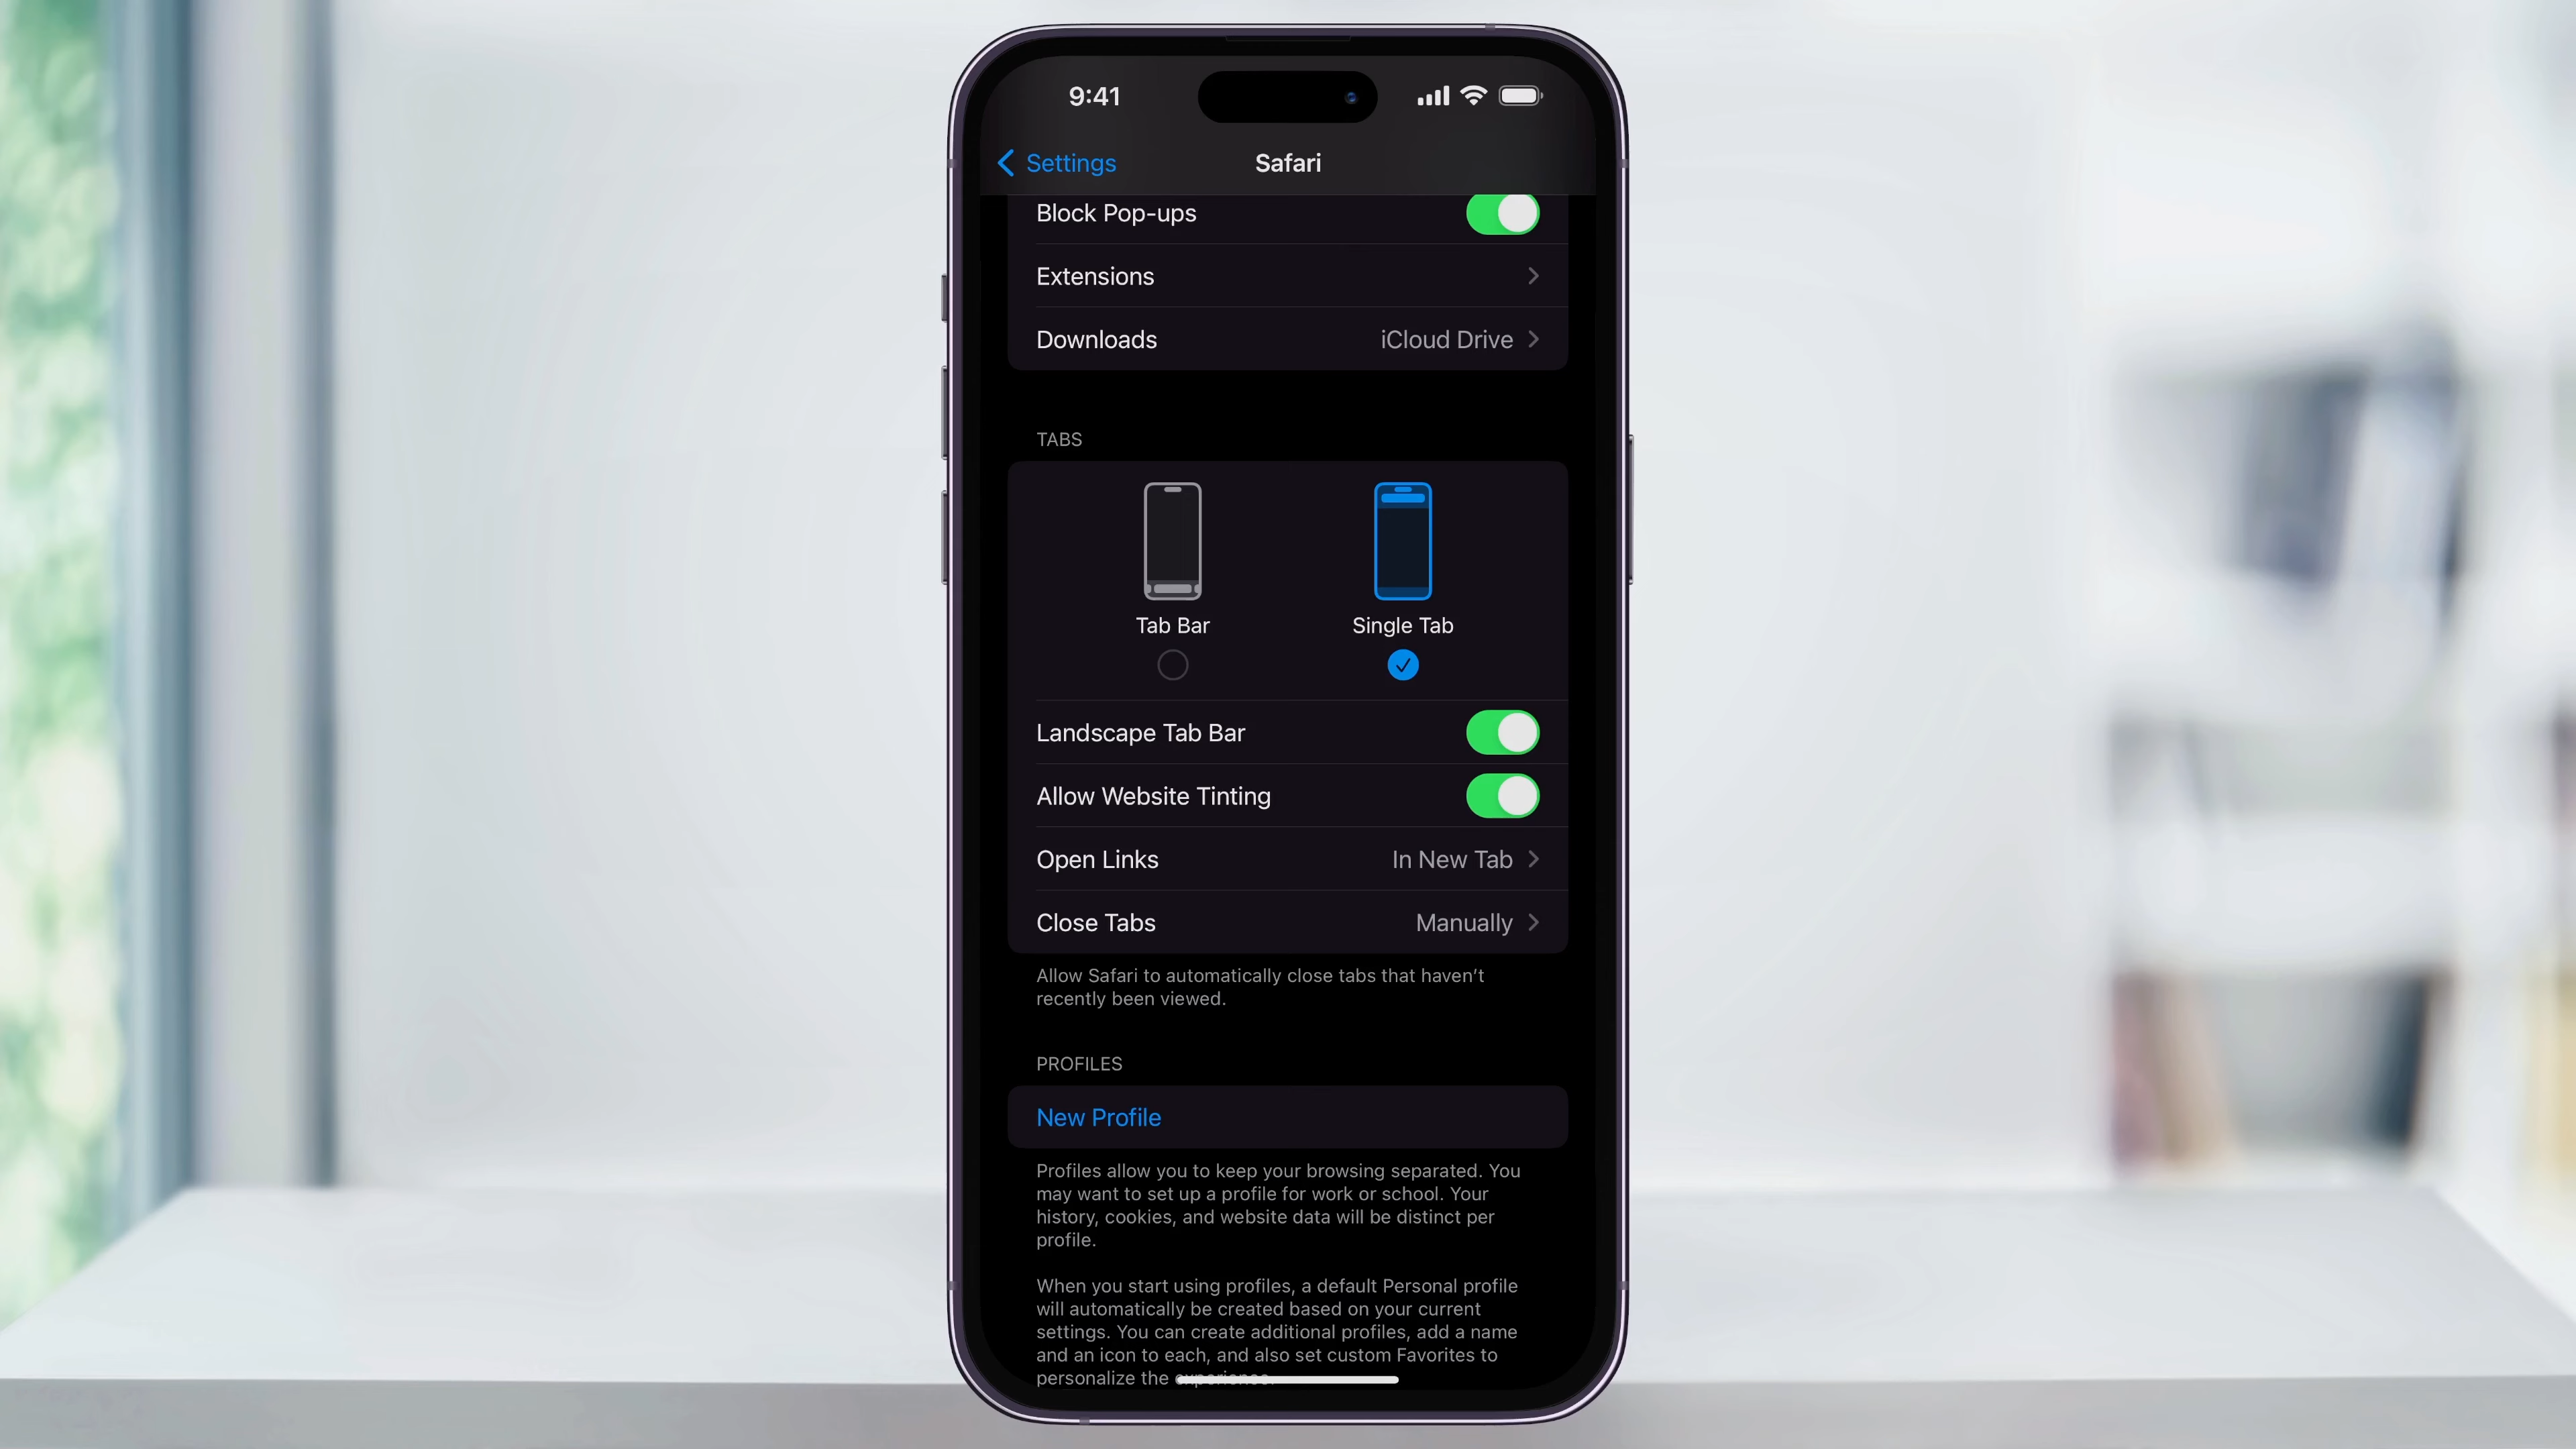 9:41
Settings
Safari
Block Pop-ups
Extensions
Downloads
iCloud Drive
TABS
Tab Bar
Single Tab
Landscape Tab Bar
Allow Website Tinting
Open Links
In New Tab
Close Tabs
Manually
Allow Safari to automatically close tabs that haven’t
recently been viewed.
PROFILES
New Profile
Profiles allow you to keep your browsing separated. You
may want to set up a profile for work or school. Your
history, cookies, and website data will be distinct per
profile.
When you start using profiles, a default Personal profile
will automatically be created based on your current
settings. You can create additional profiles, add a name
and an icon to each, and also set custom Favorites to
personalize the experience.